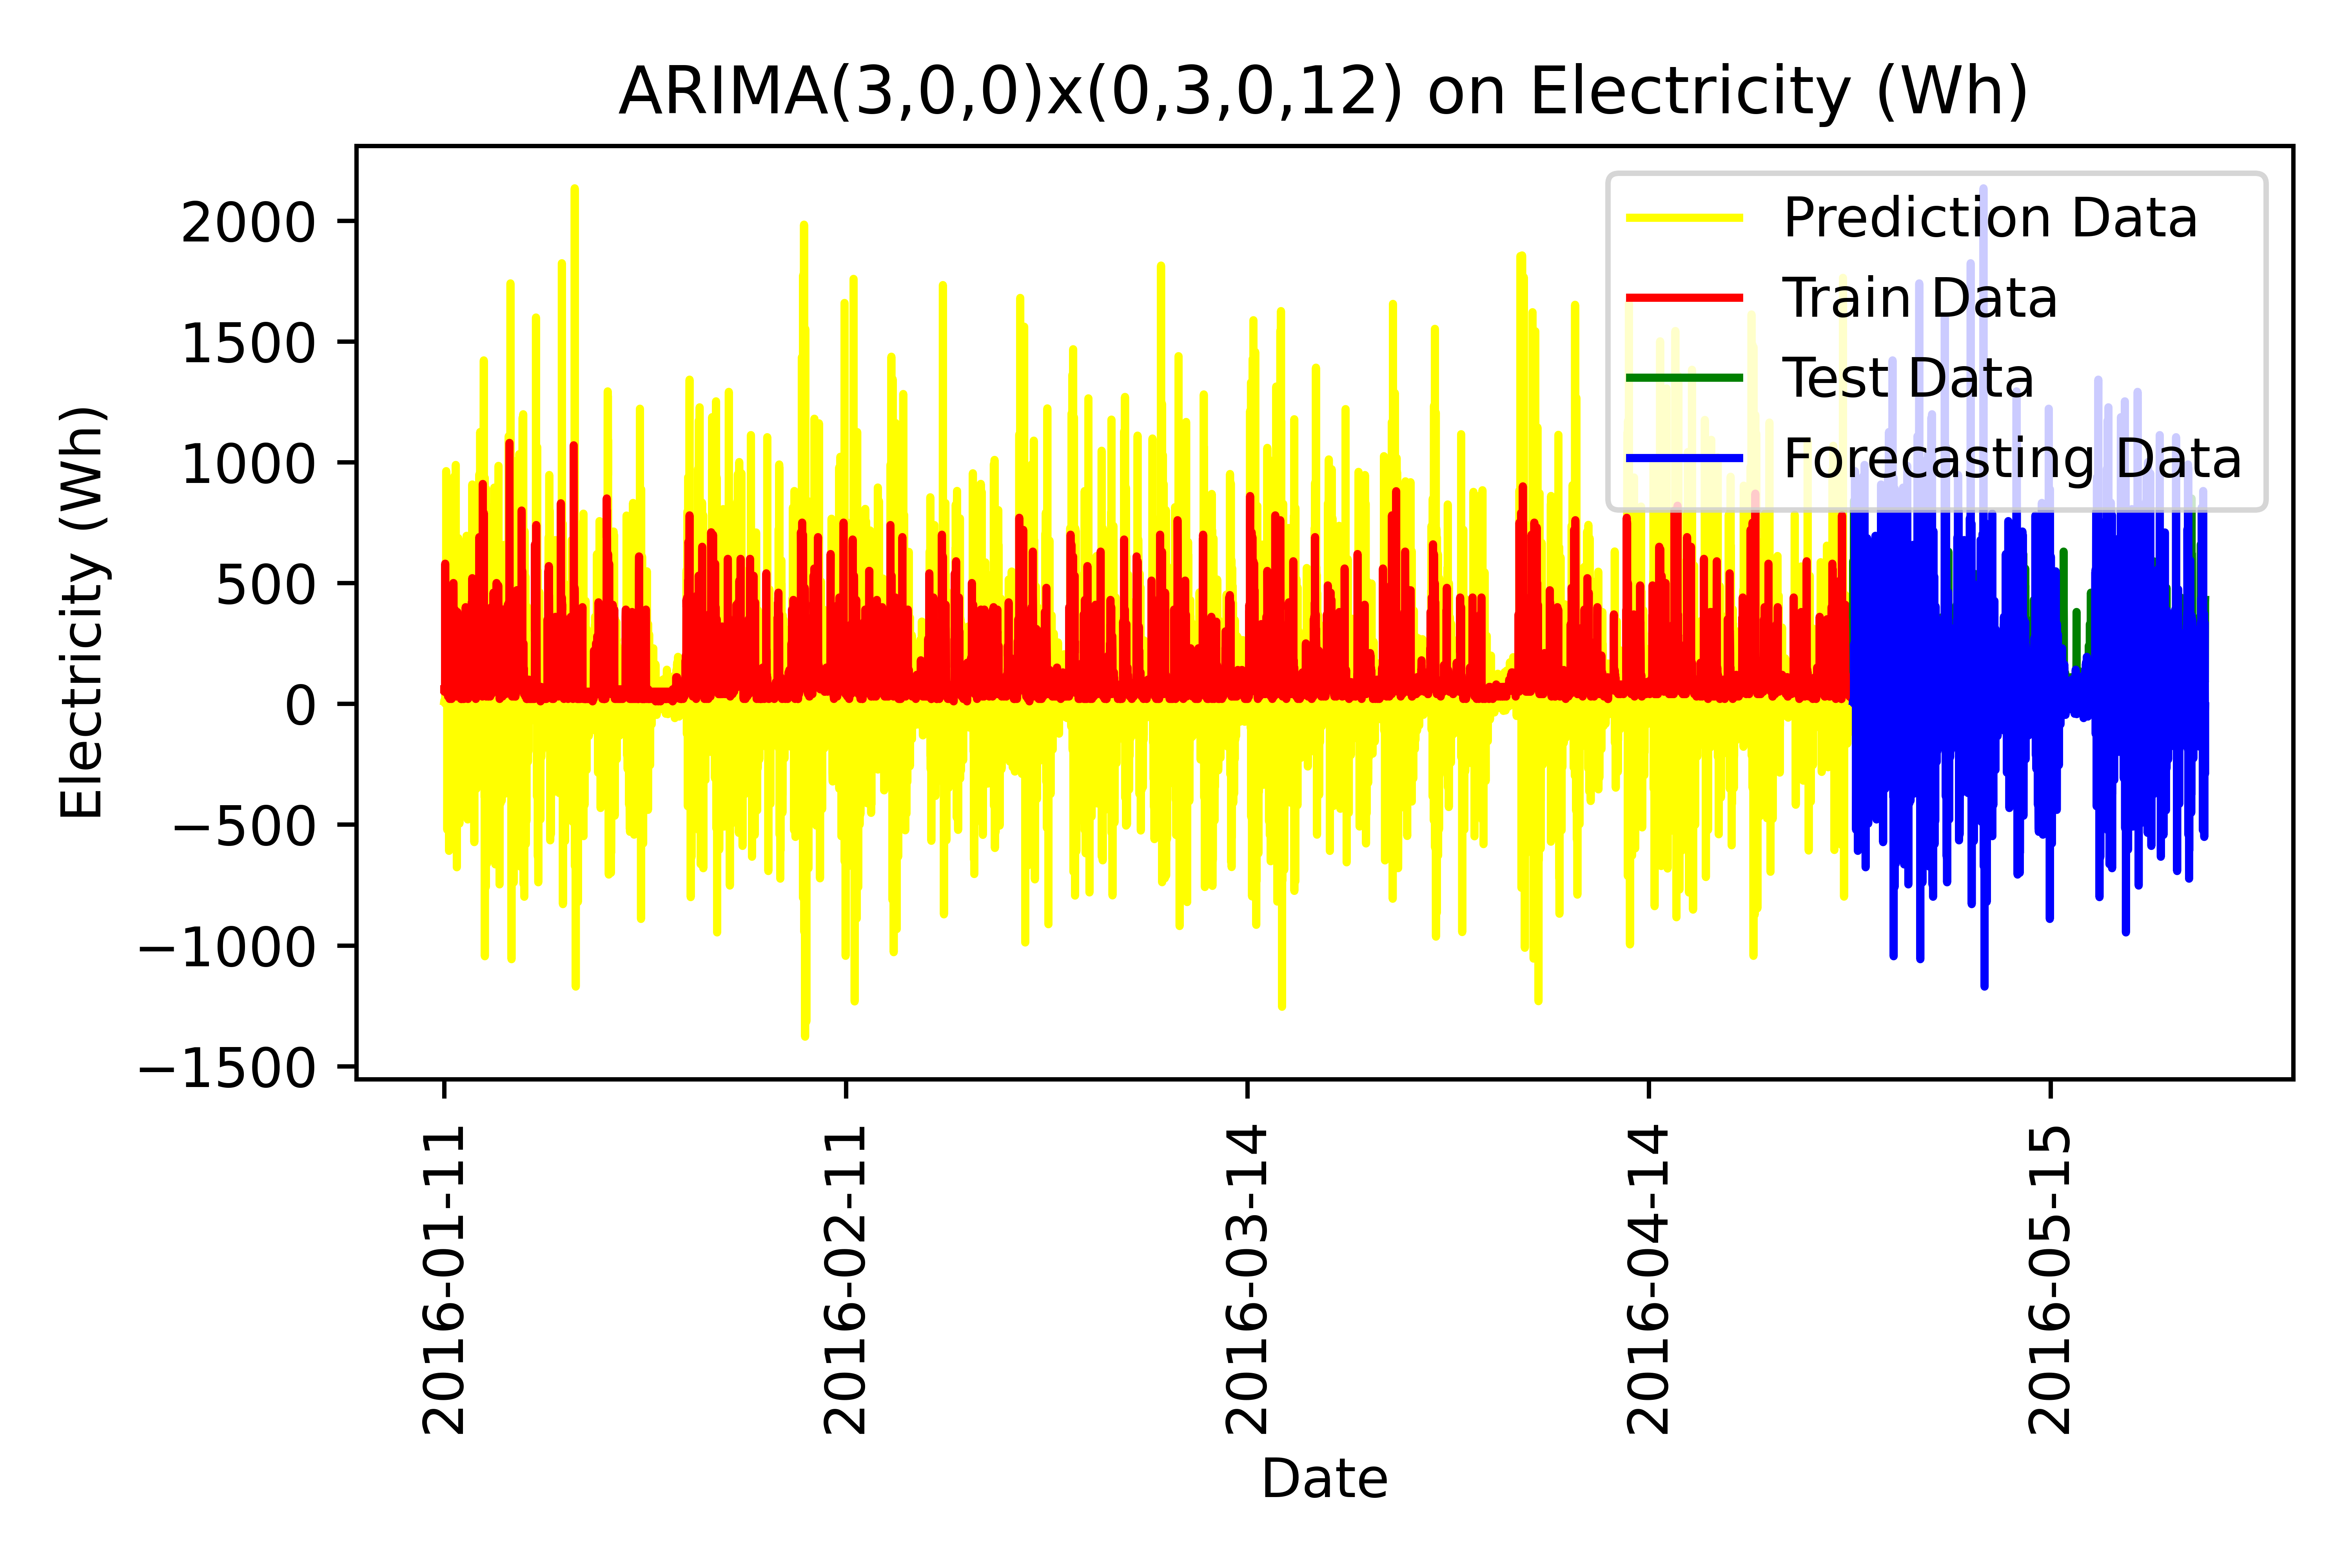 ARIMA(3,0,0)x(0,3,0,12) on Electricity (Wh)
Prediction Data
Train Data
Test Data
Forecasting Data
Electricity (Wh)
2000
1500
1000
500
0
−500
−1000
−1500
2016-01-11
2016-02-11
2016-03-14
2016-04-14
2016-05-15
Date